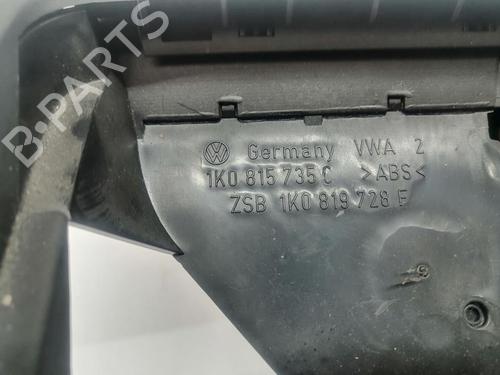 B-PARTS
Germany VWA 2
1K0 815 735 C >ABS<
ZSB 1K0 819 728 F